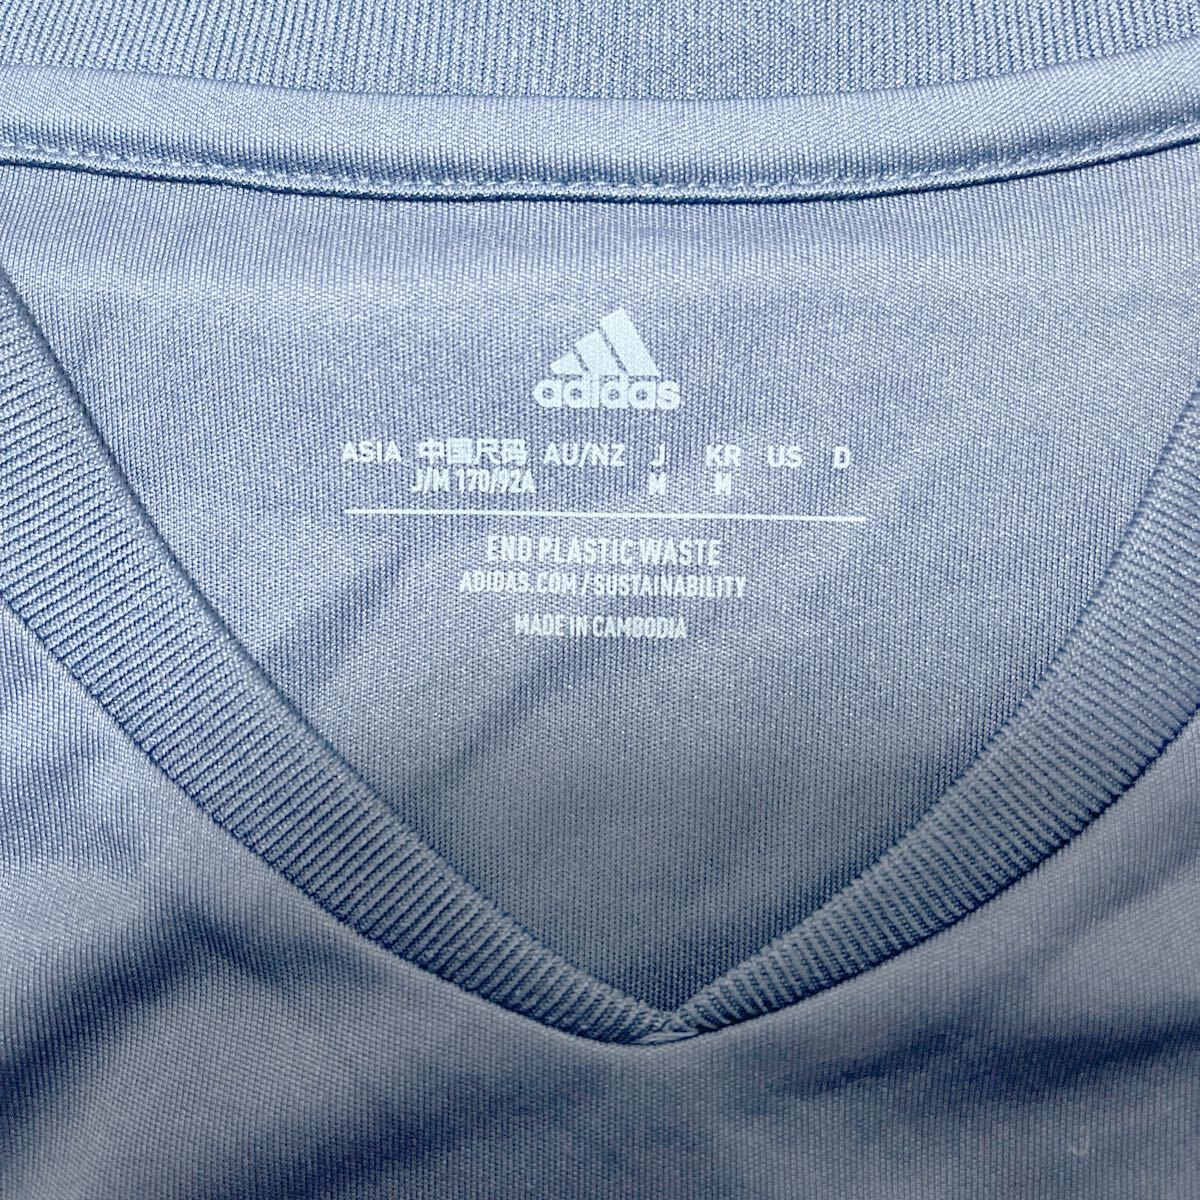 adidas
ASIA 中国尺码 AU/NZ J KR US D
J/M 170/92A M M
END PLASTIC WASTE
ADIDAS.COM/SUSTAINABILITY
MADE IN CAMBODIA